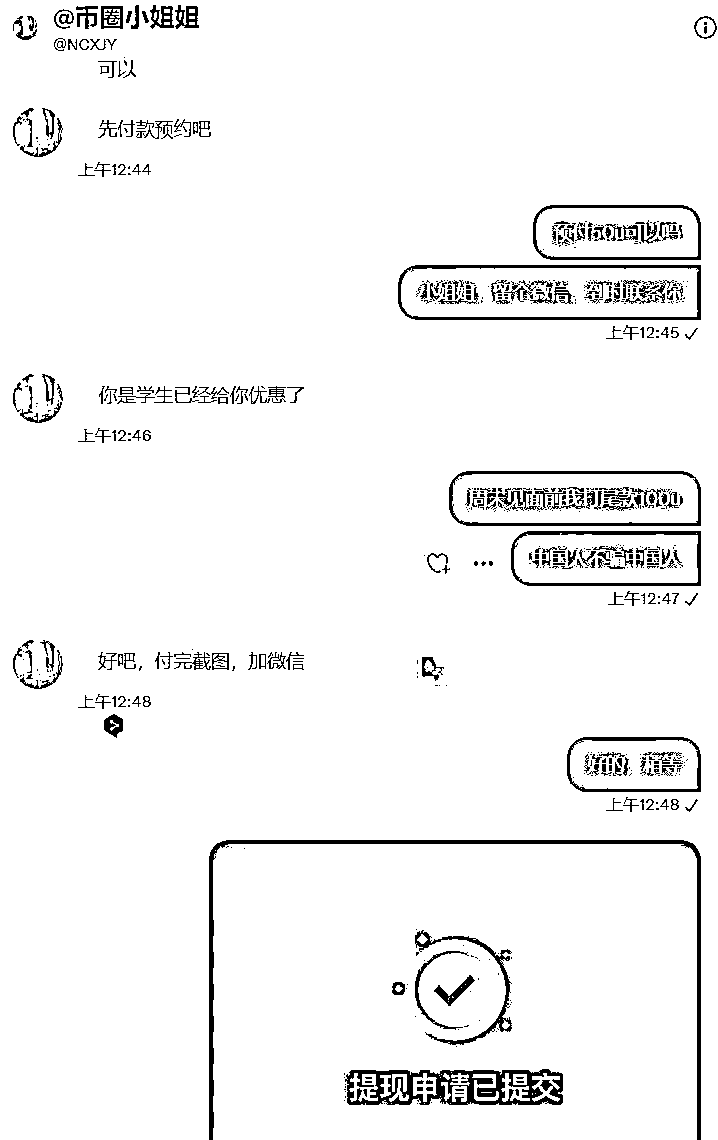 @币圈小姐姐
@NCXJY
可以
先付款预约吧
上午12:44
预付50u可以吗
小姐姐，留个微信，到时联系你
上午12:45
你是学生已经给你优惠了
上午12:46
周末见面前我打尾款100u
中国人不骗中国人
上午12:47
好吧，付完截图，加微信
上午12:48
好的，稍等
上午12:48
提现申请已提交